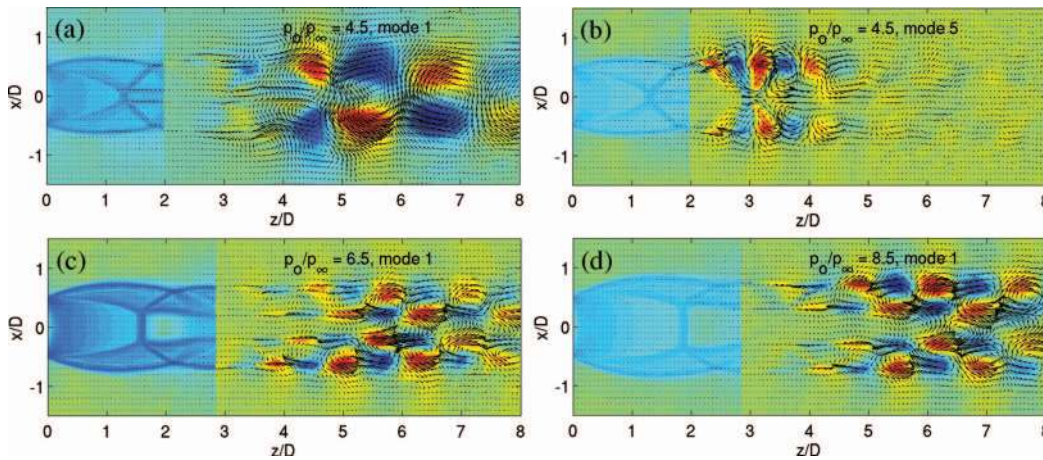 (a) p₀/p∞ = 4.5, mode 1
x/D
1
0
-1
0 1 2 3 4 5 6 7 8
z/D
(b) p₀/p∞ = 4.5, mode 5
x/D
1
0
-1
0 1 2 3 4 5 6 7 8
z/D
(c) p₀/p∞ = 6.5, mode 1
x/D
1
0
-1
0 1 2 3 4 5 6 7 8
z/D
(d) p₀/p∞ = 8.5, mode 1
x/D
1
0
-1
0 1 2 3 4 5 6 7 8
z/D